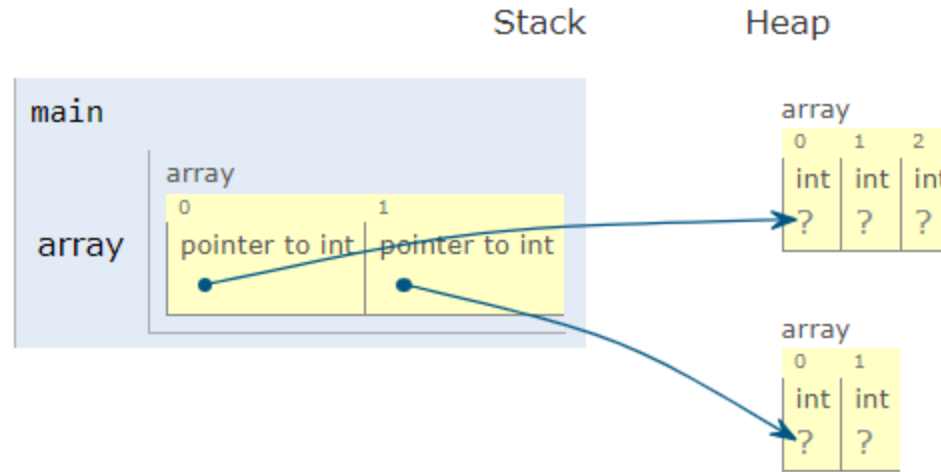 Stack Heap
main
array
array
0 1
pointer to int pointer to int
array
0 1 2
int int int
? ? ?
array
0 1
int int
? ?